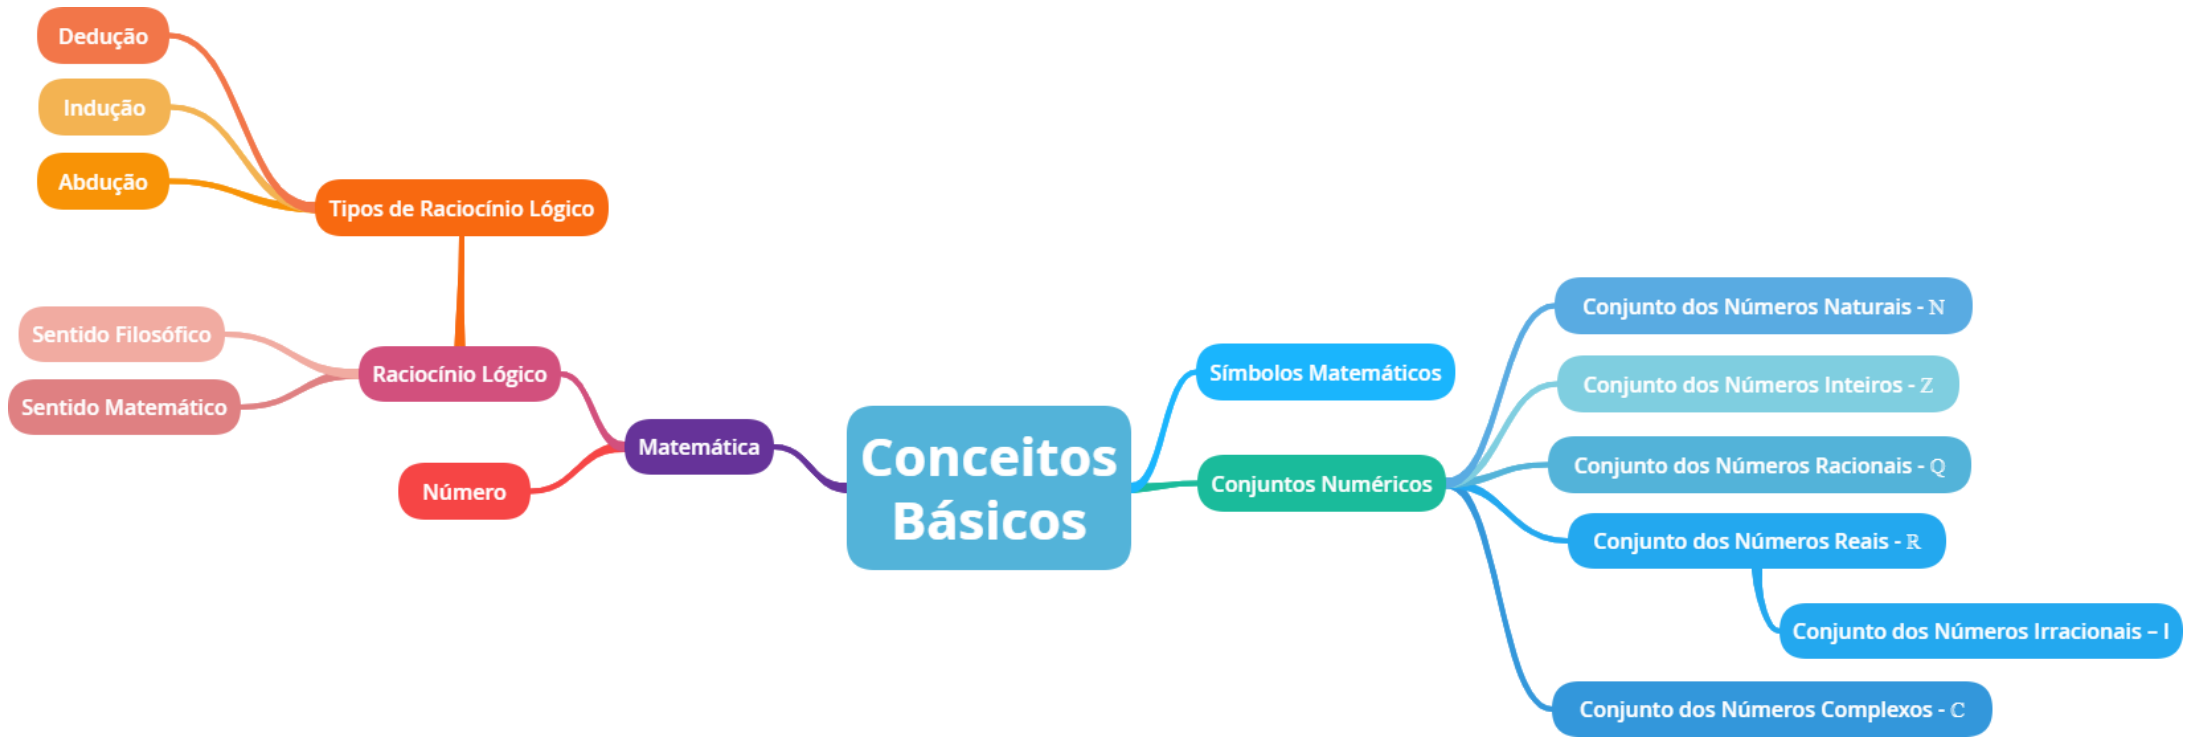 Dedução
Indução
Abdução
Tipos de Raciocínio Lógico
Sentido Filosófico
Sentido Matemático
Raciocínio Lógico
Número
Matemática
Conceitos
Básicos
Símbolos Matemáticos
Conjuntos Numéricos
Conjunto dos Números Naturais - ℕ
Conjunto dos Números Inteiros - ℤ
Conjunto dos Números Racionais - ℚ
Conjunto dos Números Reais - ℝ
Conjunto dos Números Irracionais – I
Conjunto dos Números Complexos - ℂ